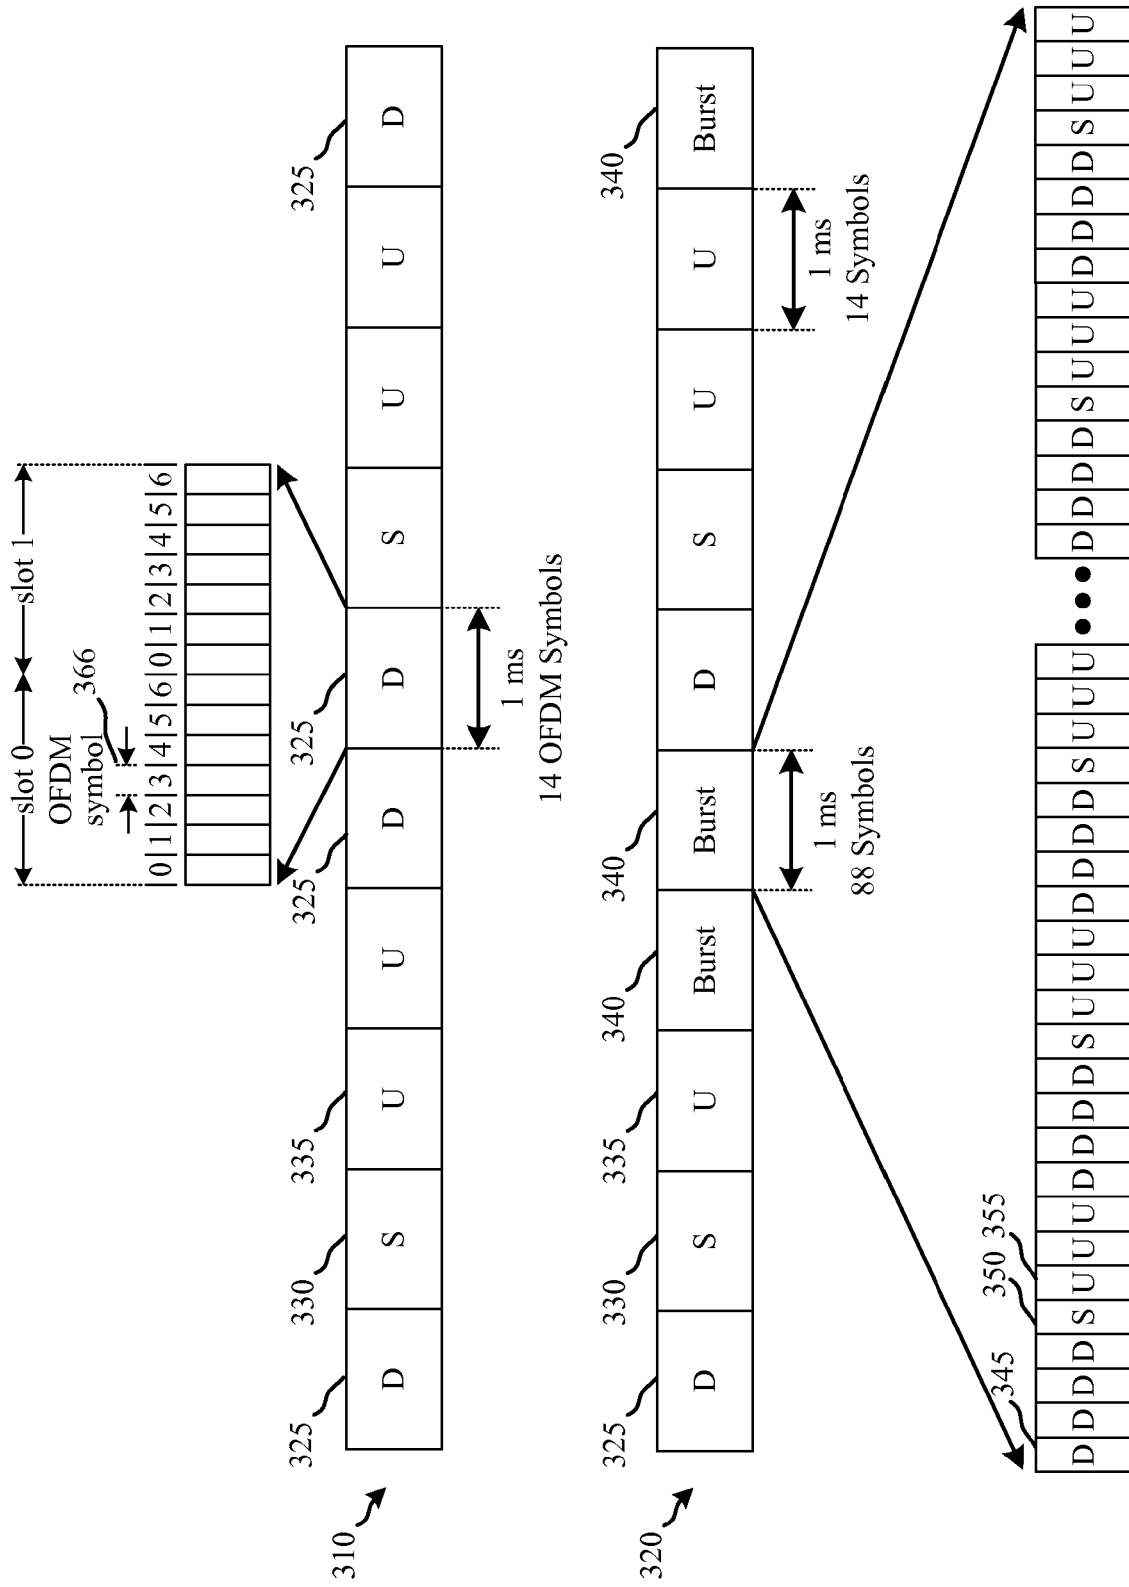 slot 0 slot 1
OFDM
symbol 366
0|1|2|3|4|5|6|0|1|2|3|4|5|6
325 330 335 325 325 325
310
D S U U D D S U U D
1 ms
14 OFDM Symbols
325 330 335 340 340 340
320
D S U Burst Burst D S U U Burst
1 ms 1 ms
88 Symbols 14 Symbols
345 350 355
D D D D S U U U D D D D S U U U D D D D S U U U ••• D D D D S U U U D D D D S U U U